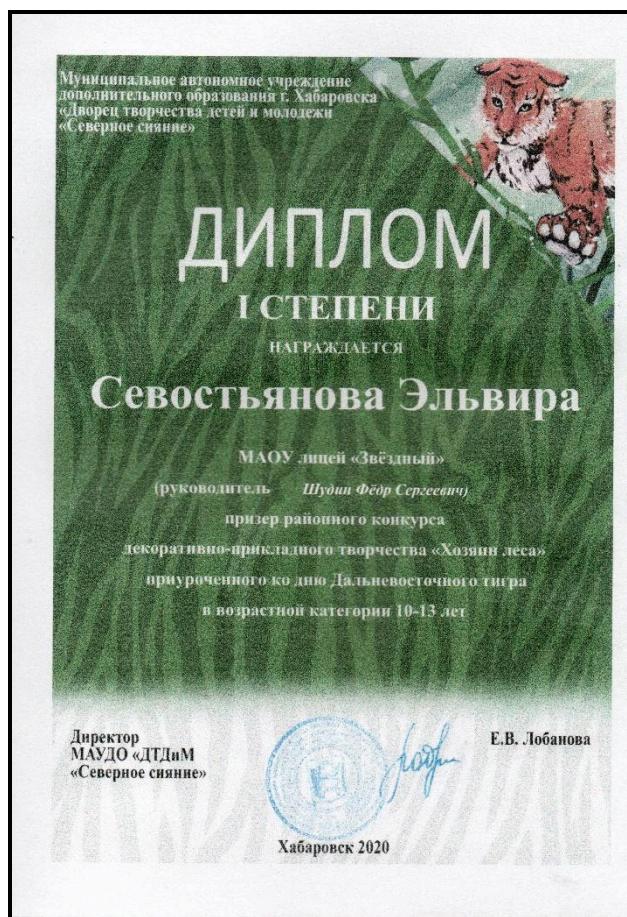 Муниципальное автономное учреждение
дополнительного образования г. Хабаровска
«Дворец творчества детей и молодежи
«Северное сияние»
ДИПЛОМ
I СТЕПЕНИ
НАГРАЖДАЕТСЯ
Севостьянова Эльвира
МАОУ лицей «Звёздный»
(руководитель Шудин Фёдр Сергеевич)
призер районного конкурса
декоративно-прикладного творчества «Хозяин леса»
приуроченного ко дню Дальневосточного тигра
в возрастной категории 10-13 лет
Директор
МАУДО «ДТДиМ
«Северное сияние»
Е.В. Лобанова
Хабаровск 2020